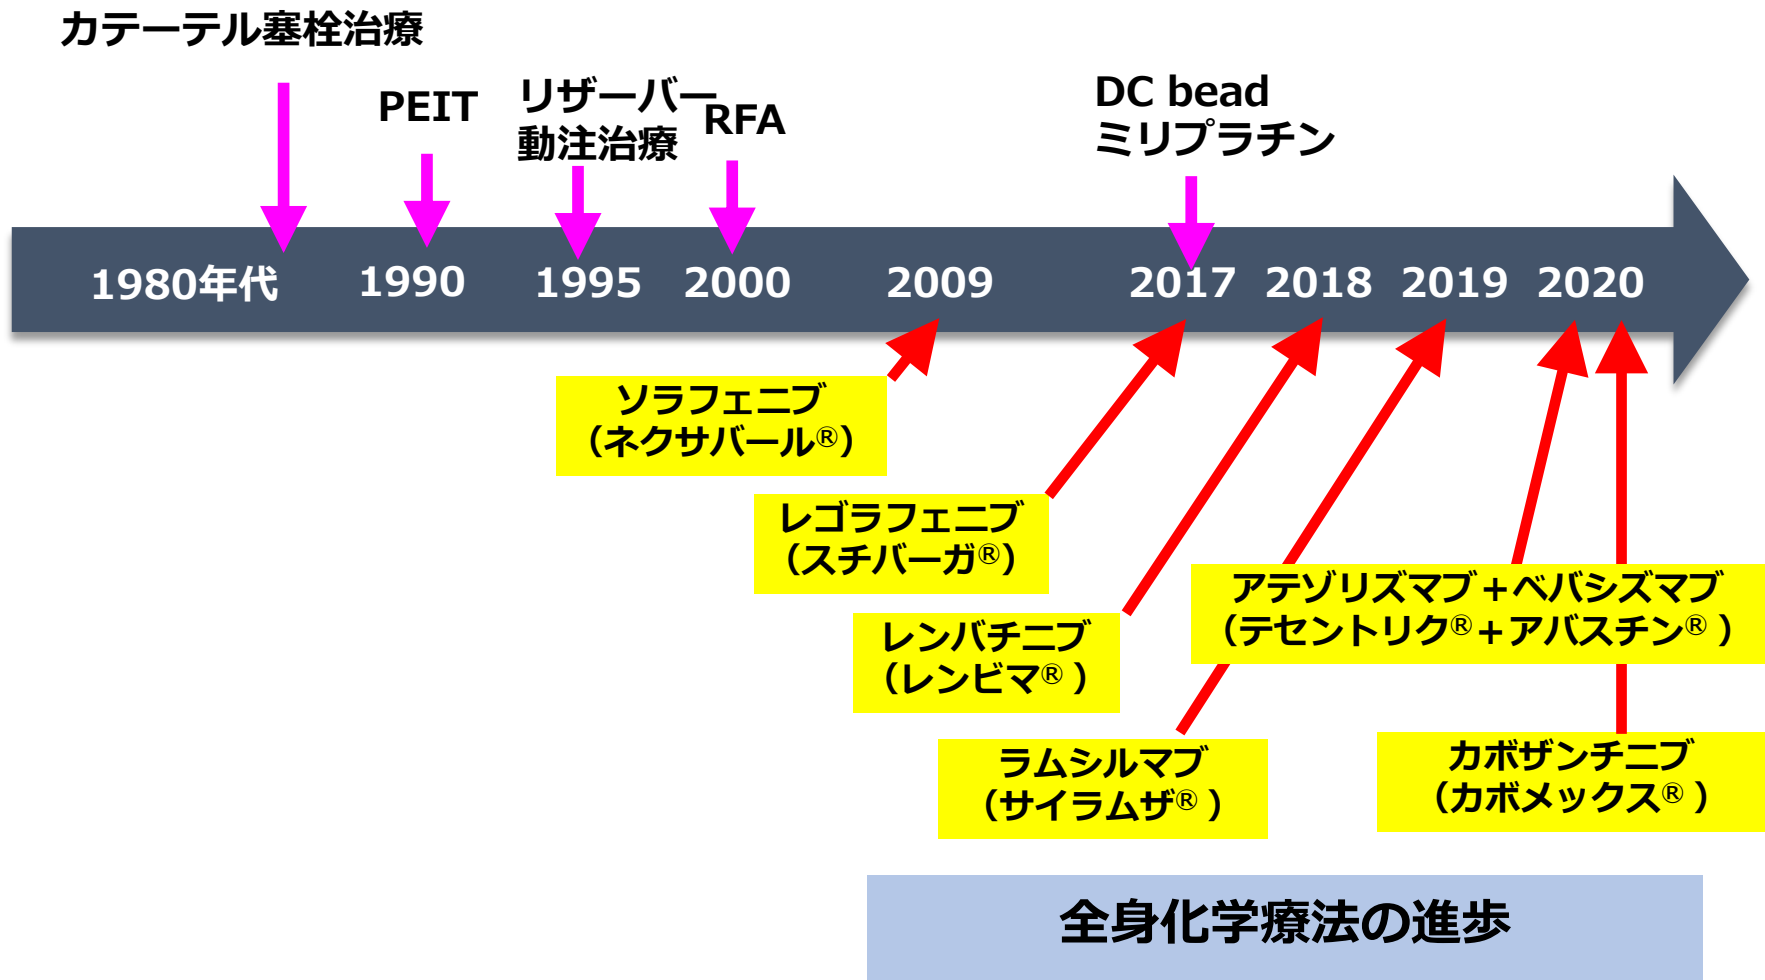 カテーテル塞栓治療
PEIT
リザーバー
動注治療
RFA
DC bead
ミリプラチン
1980年代
1990
1995
2000
2009
2017
2018
2019
2020
ソラフェニブ
（ネクサバール®）
レゴラフェニブ
（スチバーガ®）
レンバチニブ
（レンビマ® ）
アテゾリズマブ＋ベバシズマブ
（テセントリク®＋アバスチン® ）
ラムシルマブ
（サイラムザ® ）
カボザンチニブ
（カボメックス® ）
全身化学療法の進歩